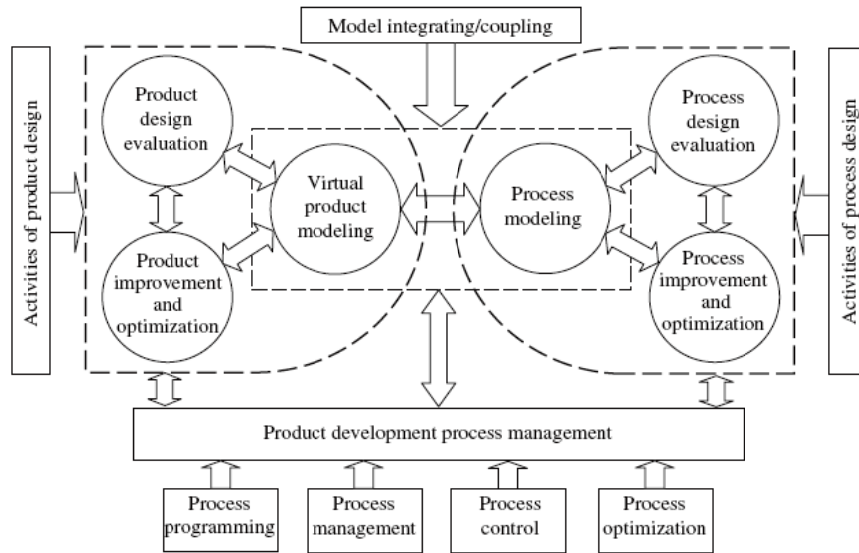 Model integrating/coupling
Activities of product design
Product
design
evaluation
Virtual
product
modeling
Product
improvement
and
optimization
Process
modeling
Process
design
evaluation
Process
improvement
and
optimization
Activities of process design
Product development process management
Process
programming
Process
management
Process
control
Process
optimization